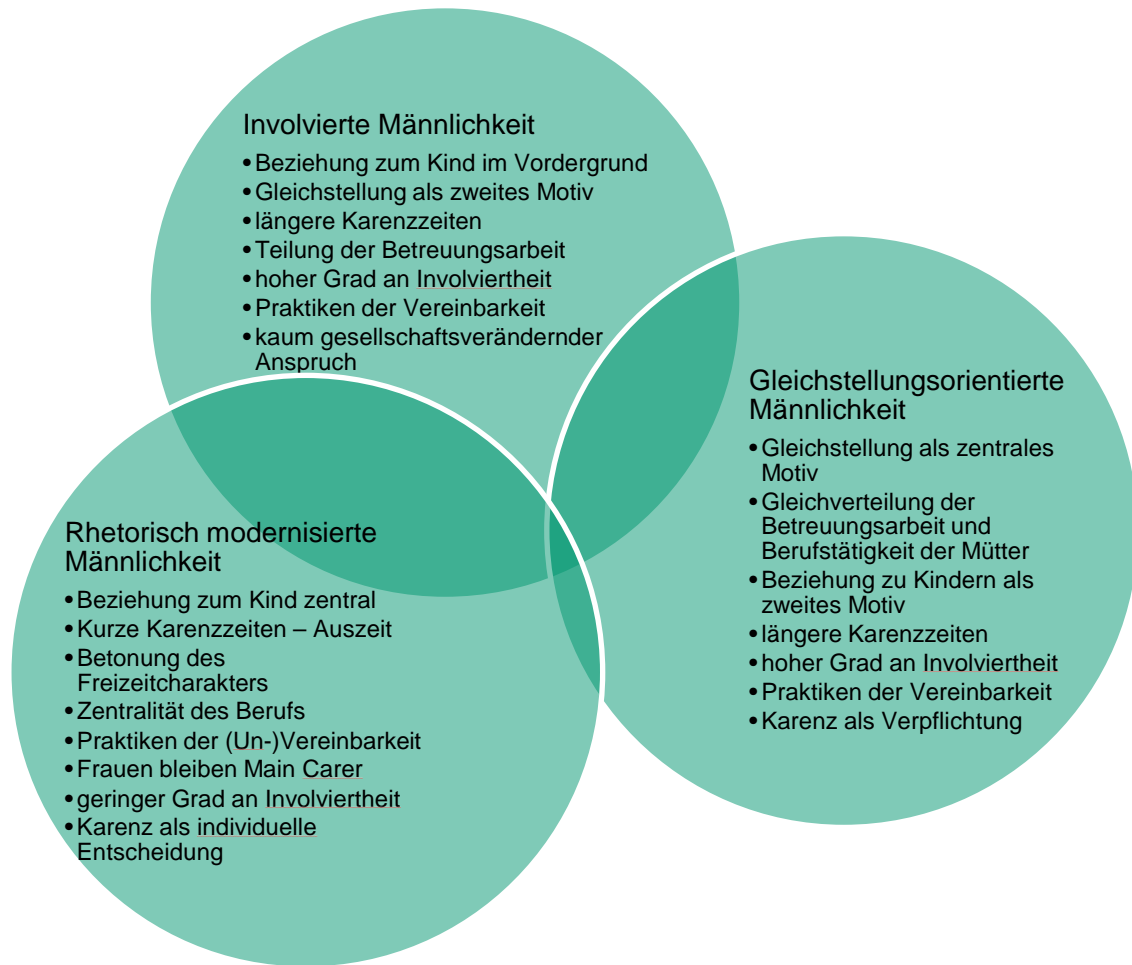 Involvierte Männlichkeit
•Beziehung zum Kind im Vordergrund
•Gleichstellung als zweites Motiv
•längere Karenzzeiten
•Teilung der Betreuungsarbeit
•hoher Grad an Involviertheit
•Praktiken der Vereinbarkeit
•kaum gesellschaftsverändernder
Anspruch
Gleichstellungsorientierte
Männlichkeit
•Gleichstellung als zentrales
Motiv
•Gleichverteilung der
Betreuungsarbeit und
Berufstätigkeit der Mütter
•Beziehung zu Kindern als
zweites Motiv
•längere Karenzzeiten
•hoher Grad an Involviertheit
•Praktiken der Vereinbarkeit
•Karenz als Verpflichtung
Rhetorisch modernisierte
Männlichkeit
•Beziehung zum Kind zentral
•Kurze Karenzzeiten – Auszeit
•Betonung des
Freizeitcharakters
•Zentralität des Berufs
•Praktiken der (Un-)Vereinbarkeit
•Frauen bleiben Main Carer
•geringer Grad an Involviertheit
•Karenz als individuelle
Entscheidung